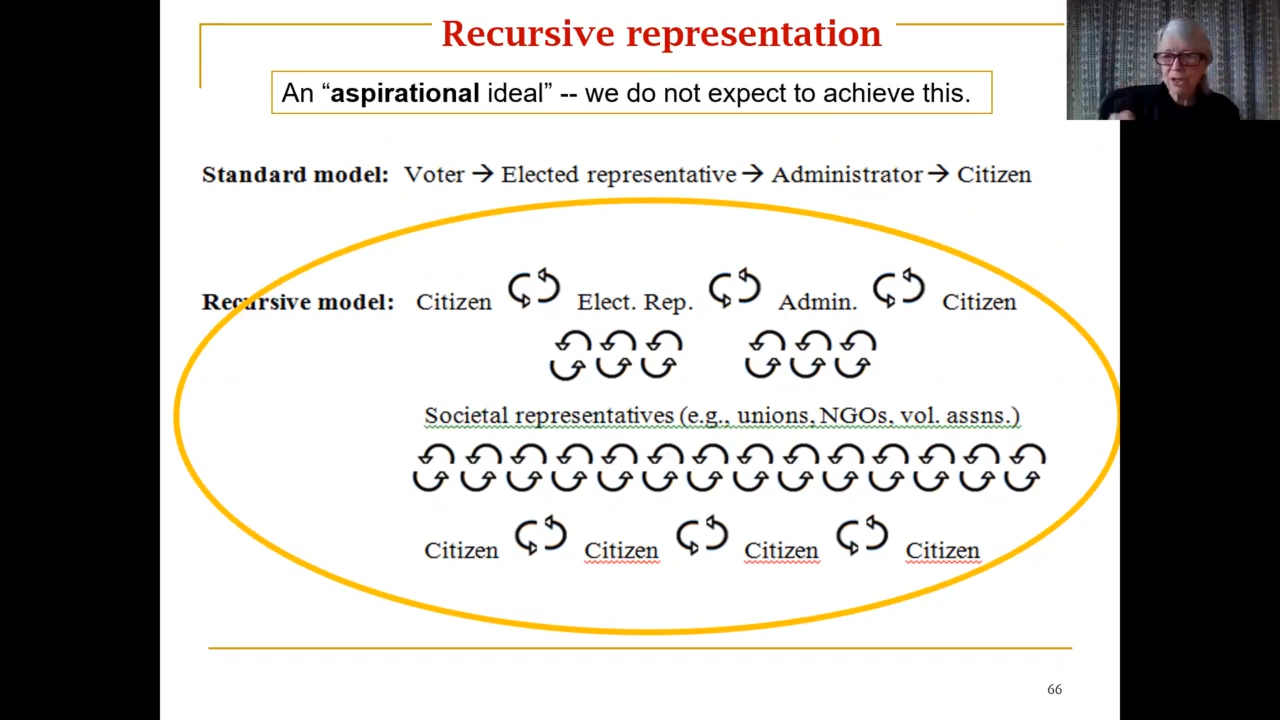 Recursive representation
An “aspirational ideal” -- we do not expect to achieve this.
Standard model: Voter → Elected representative → Administrator → Citizen
Recursive model: Citizen Elect. Rep. Admin. Citizen
Societal representatives (e.g., unions, NGOs, vol. assns.)
Citizen Citizen Citizen Citizen
66